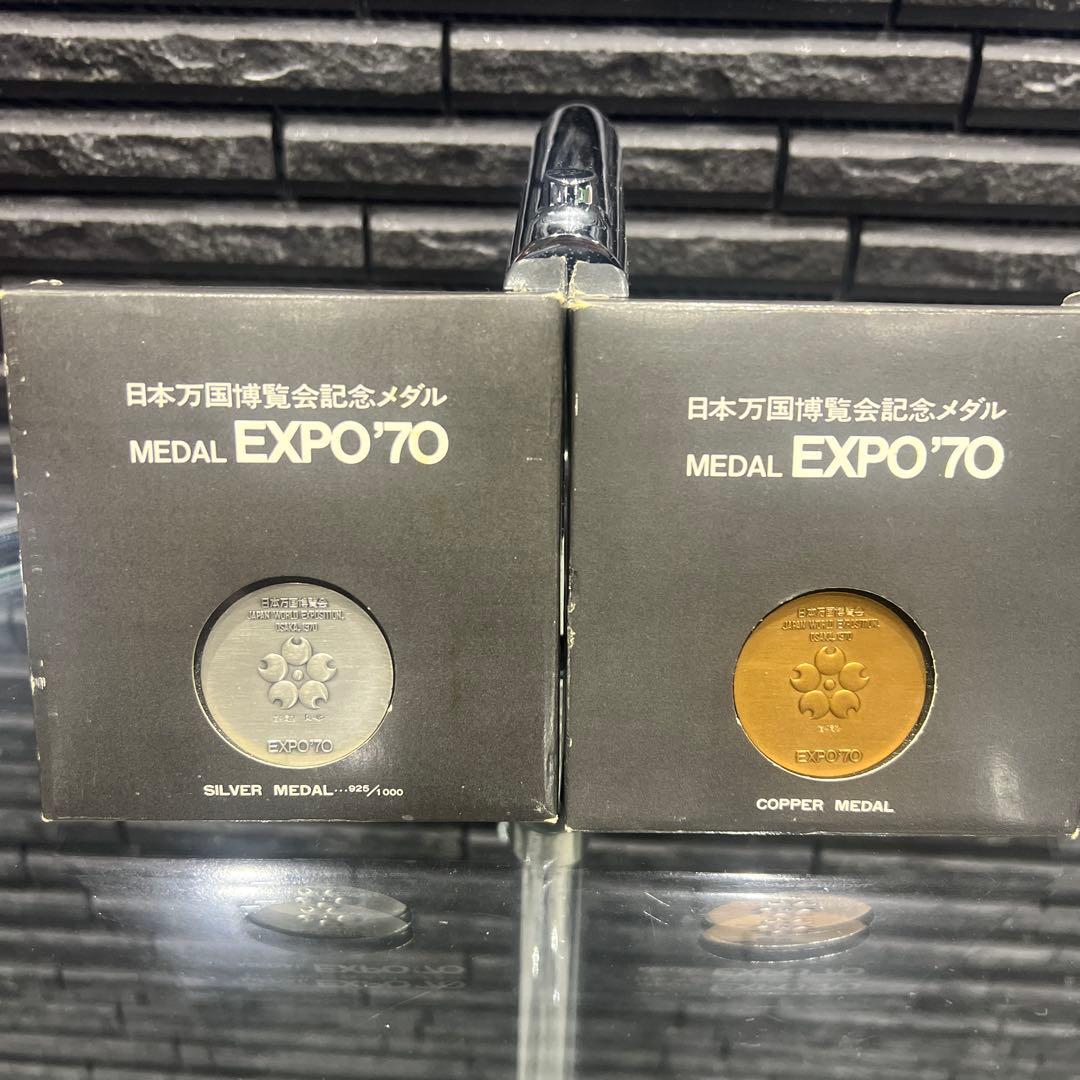 日本万国博覧会記念メダル
MEDAL EXPO'70
日本万国博覧会
JAPAN WORLD EXPOSITION,
OSAKA, 1970
EXPO'70
SILVER MEDAL...925/1000
日本万国博覧会記念メダル
MEDAL EXPO'70
日本万国博覧会
JAPAN WORLD EXPOSITION,
OSAKA, 1970
EXPO'70
COPPER MEDAL
EXPO'70